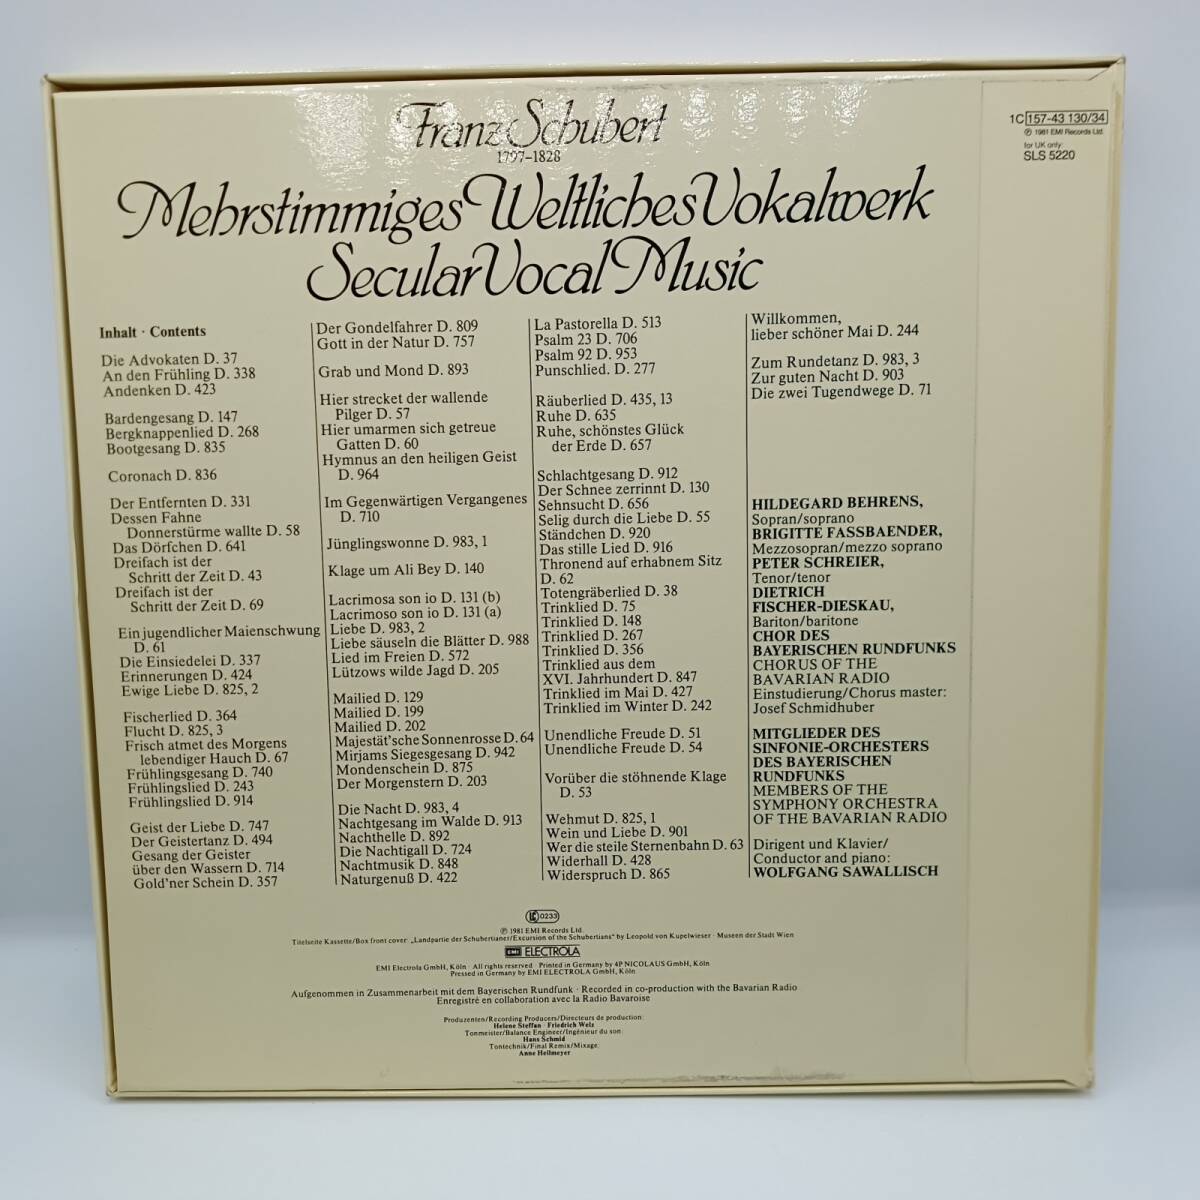 Franz Schubert
1797-1828
Mehrstimmiges Weltliches Vokalwerk
Secular Vocal Music
1C 157-43 130/34
℗ 1981 EMI Records Ltd.
for UK only:
SLS 5220
Inhalt · Contents
Die Advokaten D. 37
An den Frühling D. 338
Andenken D. 423
Bardengesang D. 147
Bergknappenlied D. 268
Bootgesang D. 835
Coronach D. 836
Der Entfernten D. 331
Dessen Fahne
Donnerstürme wallte D. 58
Das Dörfchen D. 641
Dreifach ist der
Schritt der Zeit D. 43
Dreifach ist der
Schritt der Zeit D. 69
Ein jugendlicher Maienschwung
D. 61
Die Einsiedelei D. 337
Erinnerungen D. 424
Ewige Liebe D. 825, 2
Fischerlied D. 364
Flucht D. 825, 3
Frisch atmet des Morgens
lebendiger Hauch D. 67
Frühlingsgesang D. 740
Frühlingslied D. 243
Frühlingslied D. 914
Geist der Liebe D. 747
Der Geistertanz D. 494
Gesang der Geister
über den Wassern D. 714
Gold'ner Schein D. 357
Der Gondelfahrer D. 809
Gott in der Natur D. 757
Grab und Mond D. 893
Hier strecket der wallende
Pilger D. 57
Hier umarmen sich getreue
Gatten D. 60
Hymnus an den heiligen Geist
D. 964
Im Gegenwärtigen Vergangenes
D. 710
Jünglingswonne D. 983, 1
Klage um Ali Bey D. 140
Lacrimosa son io D. 131 (b)
Lacrimoso son io D. 131 (a)
Liebe D. 983, 2
Liebe säuseln die Blätter D. 988
Lied im Freien D. 572
Lützows wilde Jagd D. 205
Mailied D. 129
Mailied D. 199
Mailied D. 202
Majestät'sche Sonnenrosse D. 64
Mirjams Siegesgesang D. 942
Mondenschein D. 875
Der Morgenstern D. 203
Die Nacht D. 983, 4
Nachtgesang im Walde D. 913
Nachthelle D. 892
Die Nachtigall D. 724
Nachtmusik D. 848
Naturgenuß D. 422
La Pastorella D. 513
Psalm 23 D. 706
Psalm 92 D. 953
Punschlied. D. 277
Räuberlied D. 435, 13
Ruhe D. 635
Ruhe, schönstes Glück
der Erde D. 657
Schlachtgesang D. 912
Der Schnee zerrinnt D. 130
Sehnsucht D. 656
Selig durch die Liebe D. 55
Ständchen D. 920
Das stille Lied D. 916
Thronend auf erhabnem Sitz
D. 62
Totengräberlied D. 38
Trinklied D. 75
Trinklied D. 148
Trinklied D. 267
Trinklied D. 356
Trinklied aus dem
XVI. Jahrhundert D. 847
Trinklied im Mai D. 427
Trinklied im Winter D. 242
Unendliche Freude D. 51
Unendliche Freude D. 54
Vorüber die stöhnende Klage
D. 53
Wehmut D. 825, 1
Wein und Liebe D. 901
Wer die steile Sternenbahn D. 63
Widerhall D. 428
Widerspruch D. 865
Willkommen,
lieber schöner Mai D. 244
Zum Rundetanz D. 983, 3
Zur guten Nacht D. 903
Die zwei Tugendwege D. 71
HILDEGARD BEHRENS,
Sopran/soprano
BRIGITTE FASSBAENDER,
Mezzosopran/mezzo soprano
PETER SCHREIER,
Tenor/tenor
DIETRICH
FISCHER-DIESKAU,
Bariton/baritone
CHOR DES
BAYERISCHEN RUNDFUNKS
CHORUS OF THE
BAVARIAN RADIO
Einstudierung/Chorus master:
Josef Schmidhuber
MITGLIEDER DES
SINFONIE-ORCHESTERS
DES BAYERISCHEN
RUNDFUNKS
MEMBERS OF THE
SYMPHONY ORCHESTRA
OF THE BAVARIAN RADIO
Dirigent und Klavier/
Conductor and piano:
WOLFGANG SAWALLISCH
LC 0233
℗ 1981 EMI Records Ltd.
Titelseite Kassette/Box front cover: „Landpartie der Schubertianer/Excursion of the Schubertians" by Leopold von Kupelwieser · Museen der Stadt Wien
EMI ELECTROLA
EMI Electrola GmbH, Köln · All rights reserved · Printed in Germany by 4P NICOLAUS GmbH, Köln
Pressed in Germany by EMI ELECTROLA GmbH, Köln
Aufgenommen in Zusammenarbeit mit dem Bayerischen Rundfunk · Recorded in co-production with the Bavarian Radio
Enregistré en collaboration avec la Radio Bavaroise
Produzenten/Recording Producers/Directeurs de production:
Helene Steffan · Friedrich Welz
Tonmeister/Balance Engineer/Ingénieur du son:
Hans Schmid
Tontechnik/Final Remix/Mixage:
Anne Heilmeyer